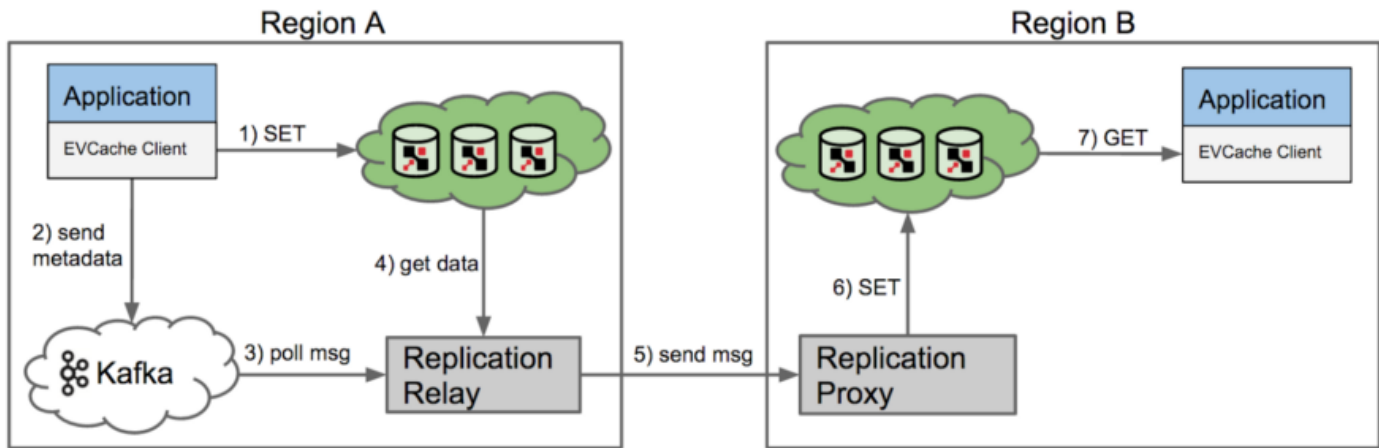 Region A
Region B
Application
EVCache Client
1) SET
2) send
metadata
Kafka
3) poll msg
4) get data
Replication
Relay
5) send msg
Replication
Proxy
6) SET
7) GET
Application
EVCache Client